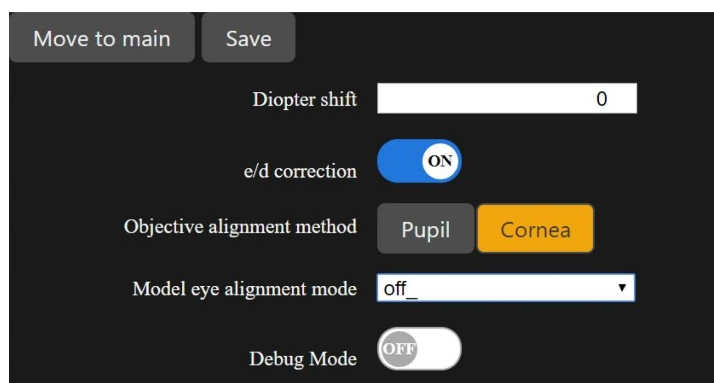 Move to main Save
Diopter shift 0
e/d correction ON
Objective alignment method Pupil Cornea
Model eye alignment mode off_
Debug Mode OFF